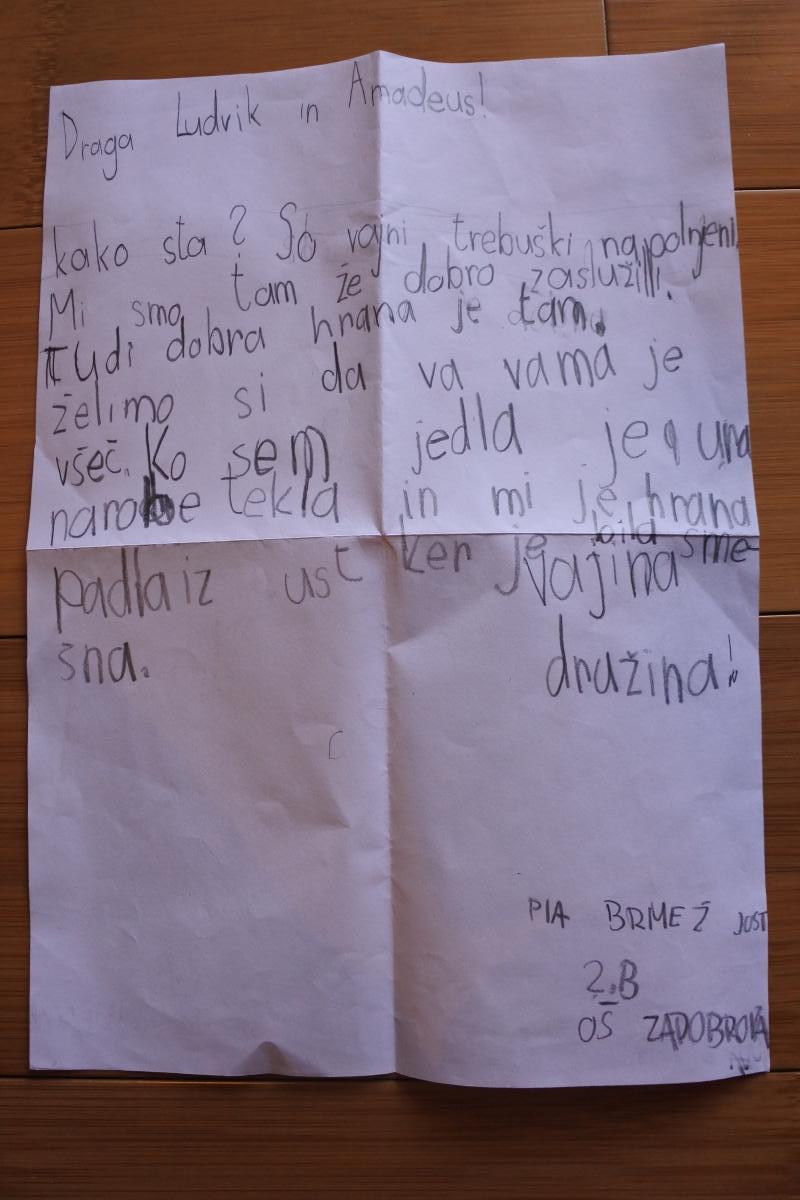 Draga Ludvik in Amadeus!
kako sta? So vajni trebuški napolnjeni.
Mi smo tam že dobro zaslužili.
Tudi dobra hrana je tam.
želimo si da va vama je
všeč. Ko sem jedla je
narobe tekla in mi je hrana
padla iz ust ker je bila sme-
šna.
vajina
družina!
PIA BRMEŽ JOŠT
2.B
OŠ ZADOBROVA